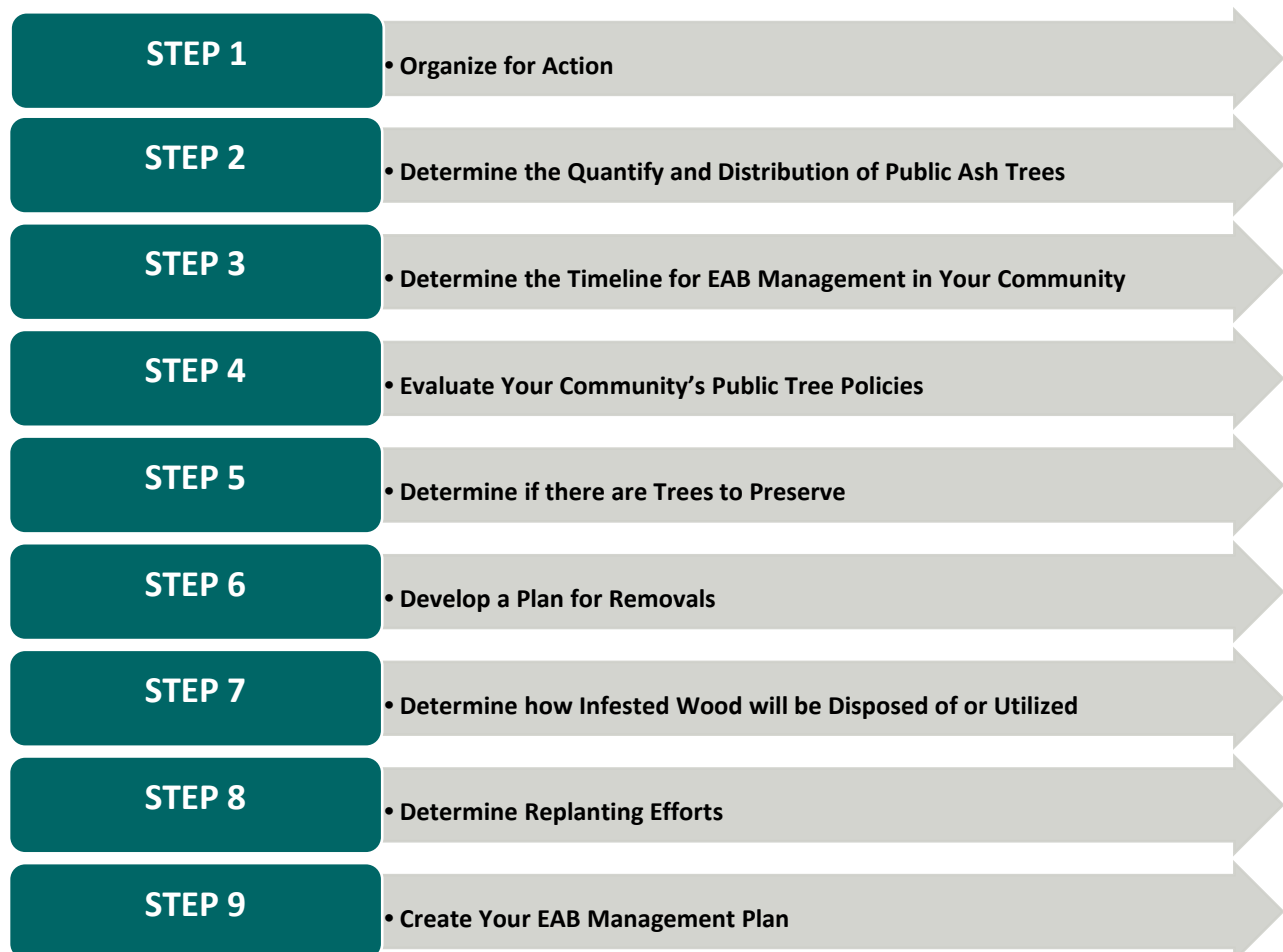 STEP 1
• Organize for Action
STEP 2
• Determine the Quantify and Distribution of Public Ash Trees
STEP 3
• Determine the Timeline for EAB Management in Your Community
STEP 4
• Evaluate Your Community’s Public Tree Policies
STEP 5
• Determine if there are Trees to Preserve
STEP 6
• Develop a Plan for Removals
STEP 7
• Determine how Infested Wood will be Disposed of or Utilized
STEP 8
• Determine Replanting Efforts
STEP 9
• Create Your EAB Management Plan